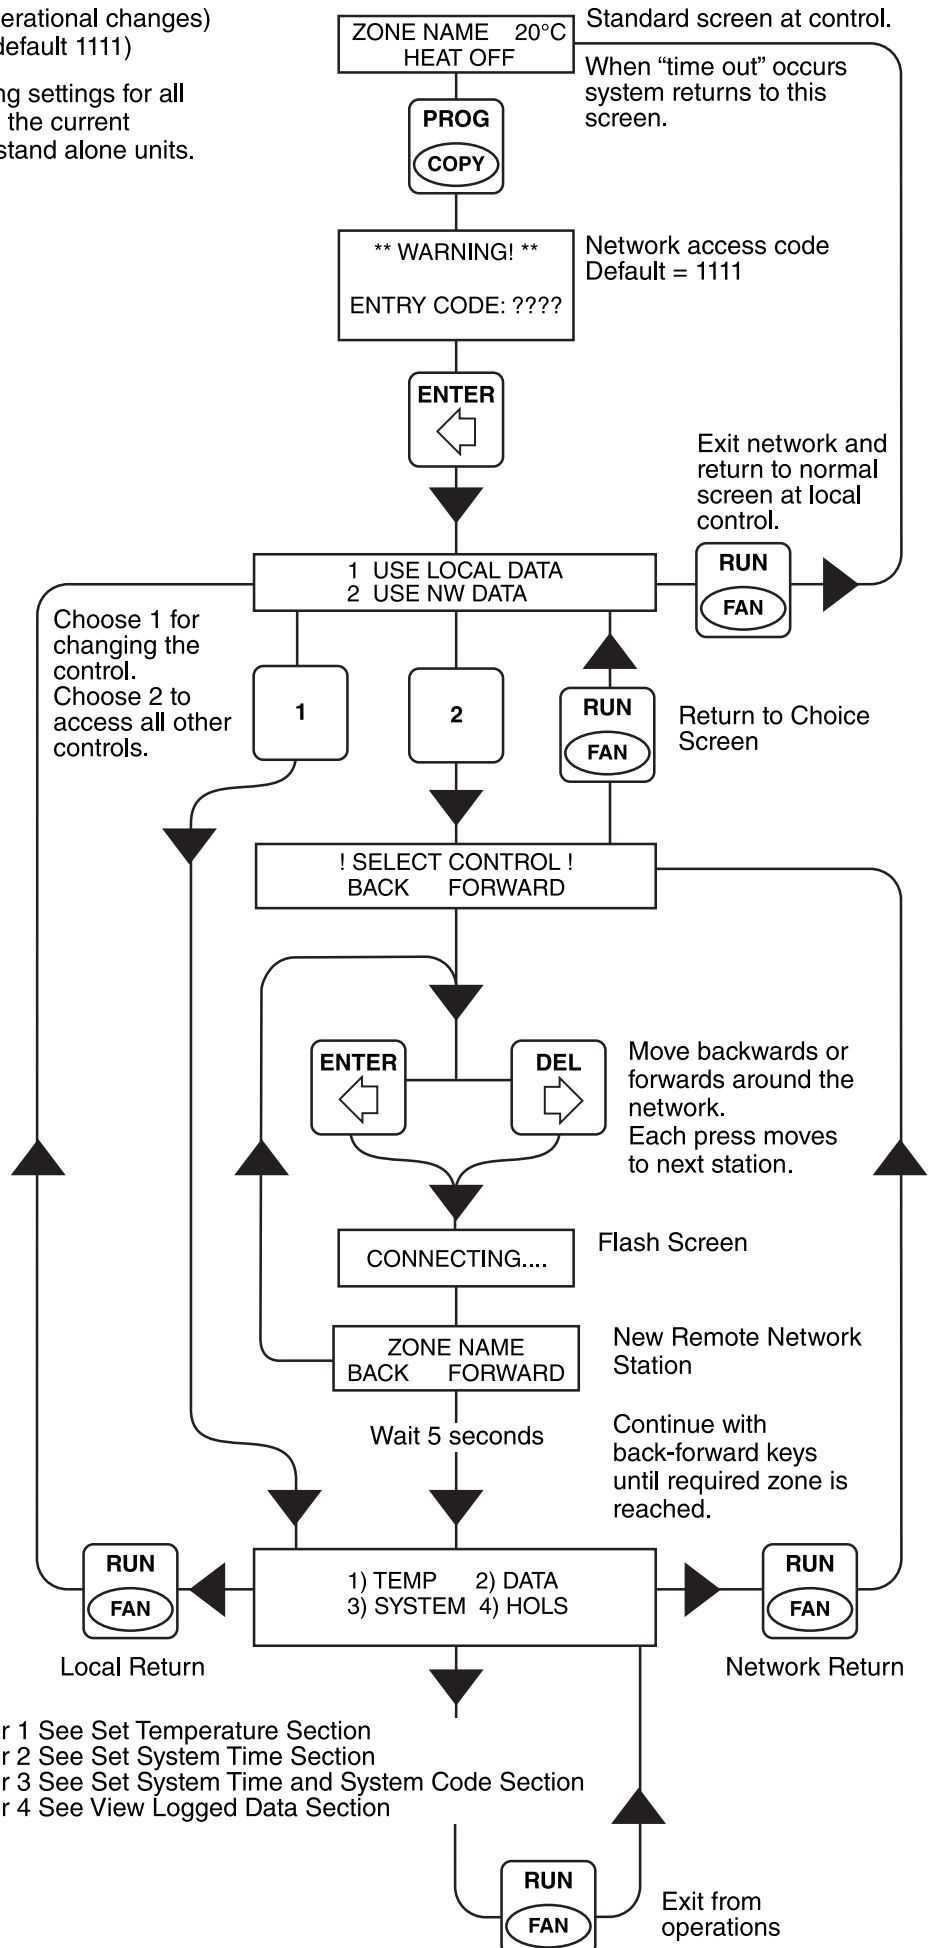 erational changes)
default 1111)
ng settings for all
the current
stand alone units.
ZONE NAME 20°C
HEAT OFF
Standard screen at control.
When “time out” occurs
system returns to this
screen.
PROG
COPY
** WARNING! **
ENTRY CODE: ????
Network access code
Default = 1111
ENTER
Exit network and
return to normal
screen at local
control.
1 USE LOCAL DATA
2 USE NW DATA
RUN
FAN
Choose 1 for
changing the
control.
Choose 2 to
access all other
controls.
1
2
RUN
FAN
Return to Choice
Screen
! SELECT CONTROL !
BACK FORWARD
ENTER
DEL
Move backwards or
forwards around the
network.
Each press moves
to next station.
CONNECTING....
Flash Screen
ZONE NAME
BACK FORWARD
New Remote Network
Station
Wait 5 seconds
Continue with
back-forward keys
until required zone is
reached.
RUN
FAN
Local Return
1) TEMP 2) DATA
3) SYSTEM 4) HOLS
RUN
FAN
Network Return
r 1 See Set Temperature Section
r 2 See Set System Time Section
r 3 See Set System Time and System Code Section
r 4 See View Logged Data Section
RUN
FAN
Exit from
operations